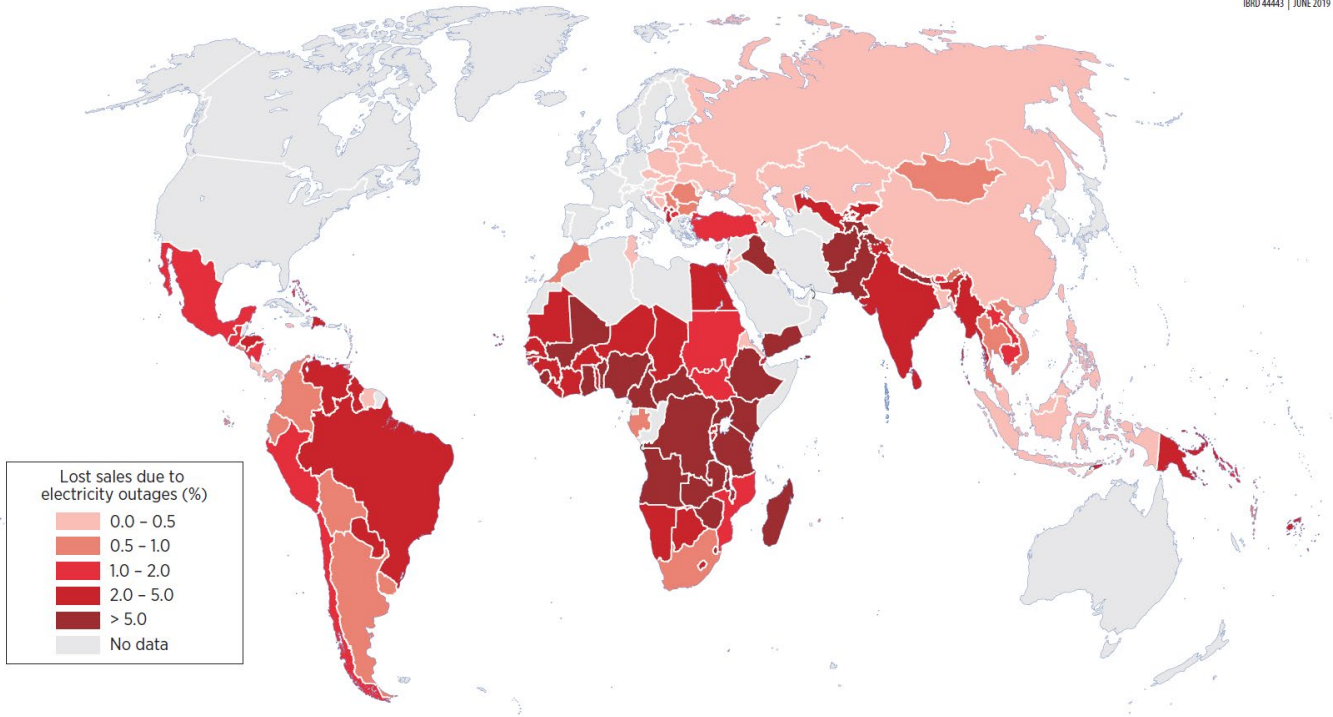 IBRD 44443 | JUNE 2019
Lost sales due to
electricity outages (%)
0.0 – 0.5
0.5 – 1.0
1.0 – 2.0
2.0 – 5.0
> 5.0
No data